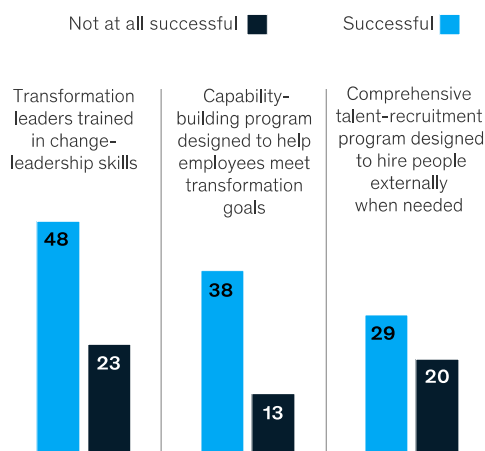 Not at all successful
Successful
Transformation
leaders trained
in change-
leadership skills
Capability-
building program
designed to help
employees meet
transformation
goals
Comprehensive
talent-recruitment
program designed
to hire people
externally
when needed
48
23
38
13
29
20